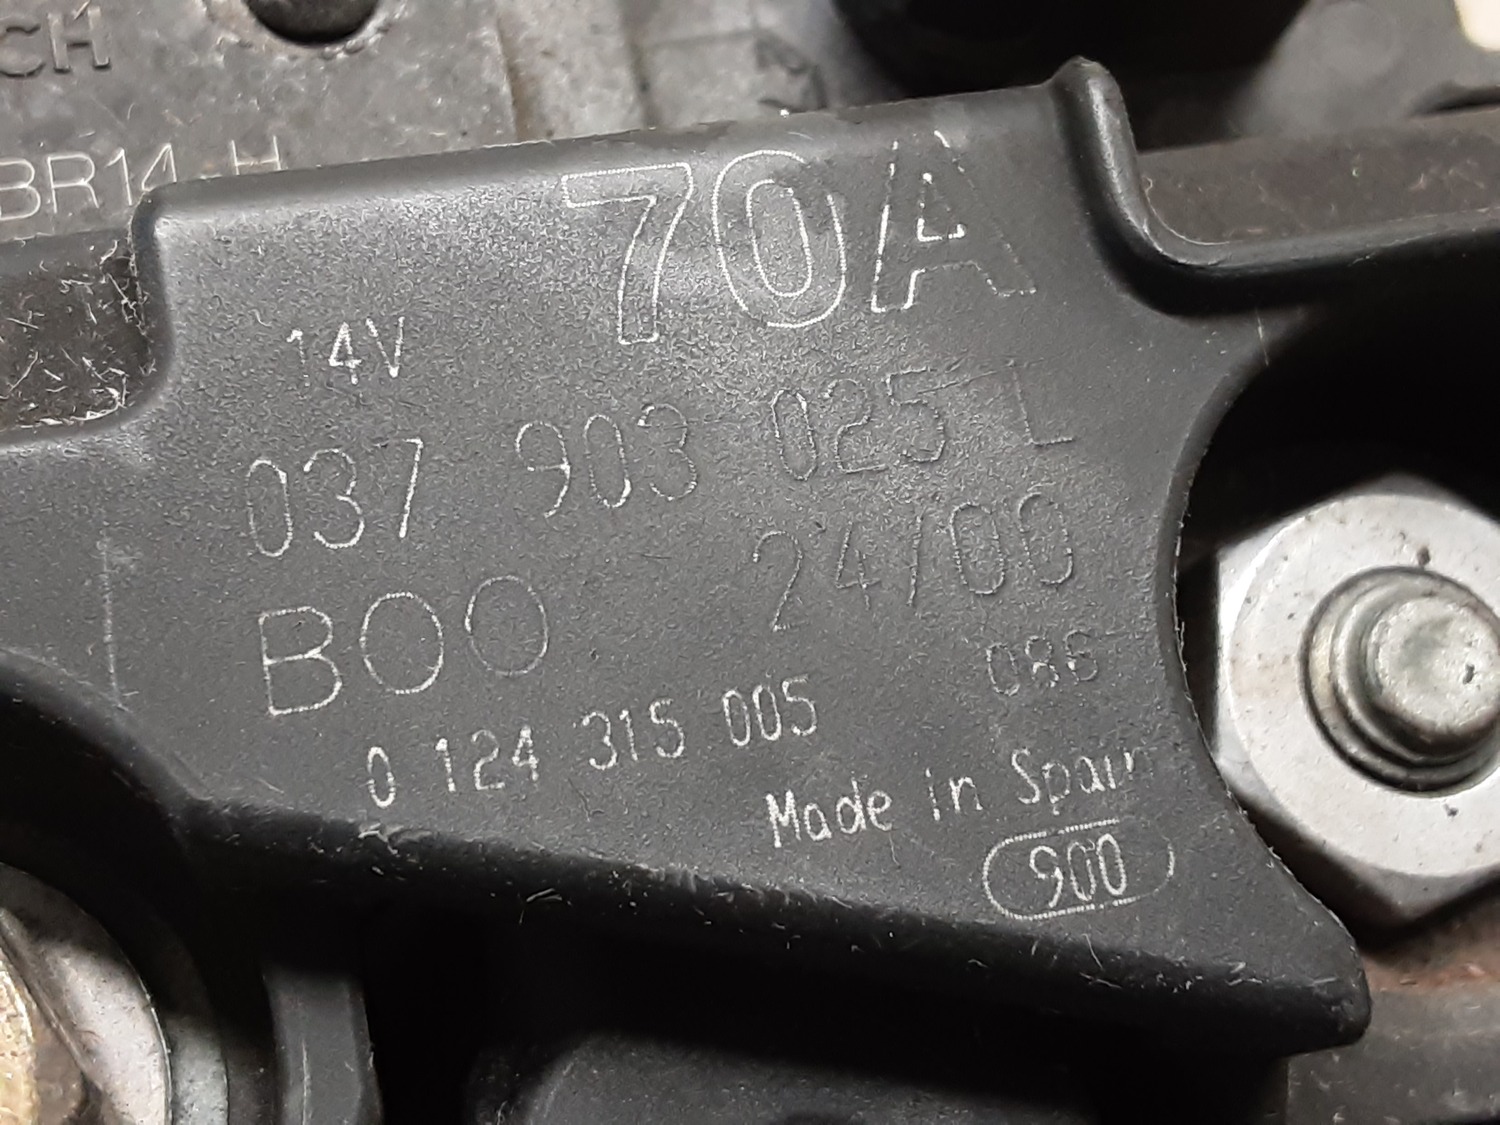 CH
BR14-H
70A
14V
037 903 025 L
BOO 24/00
086
0 124 315 005
Made in Spain
900